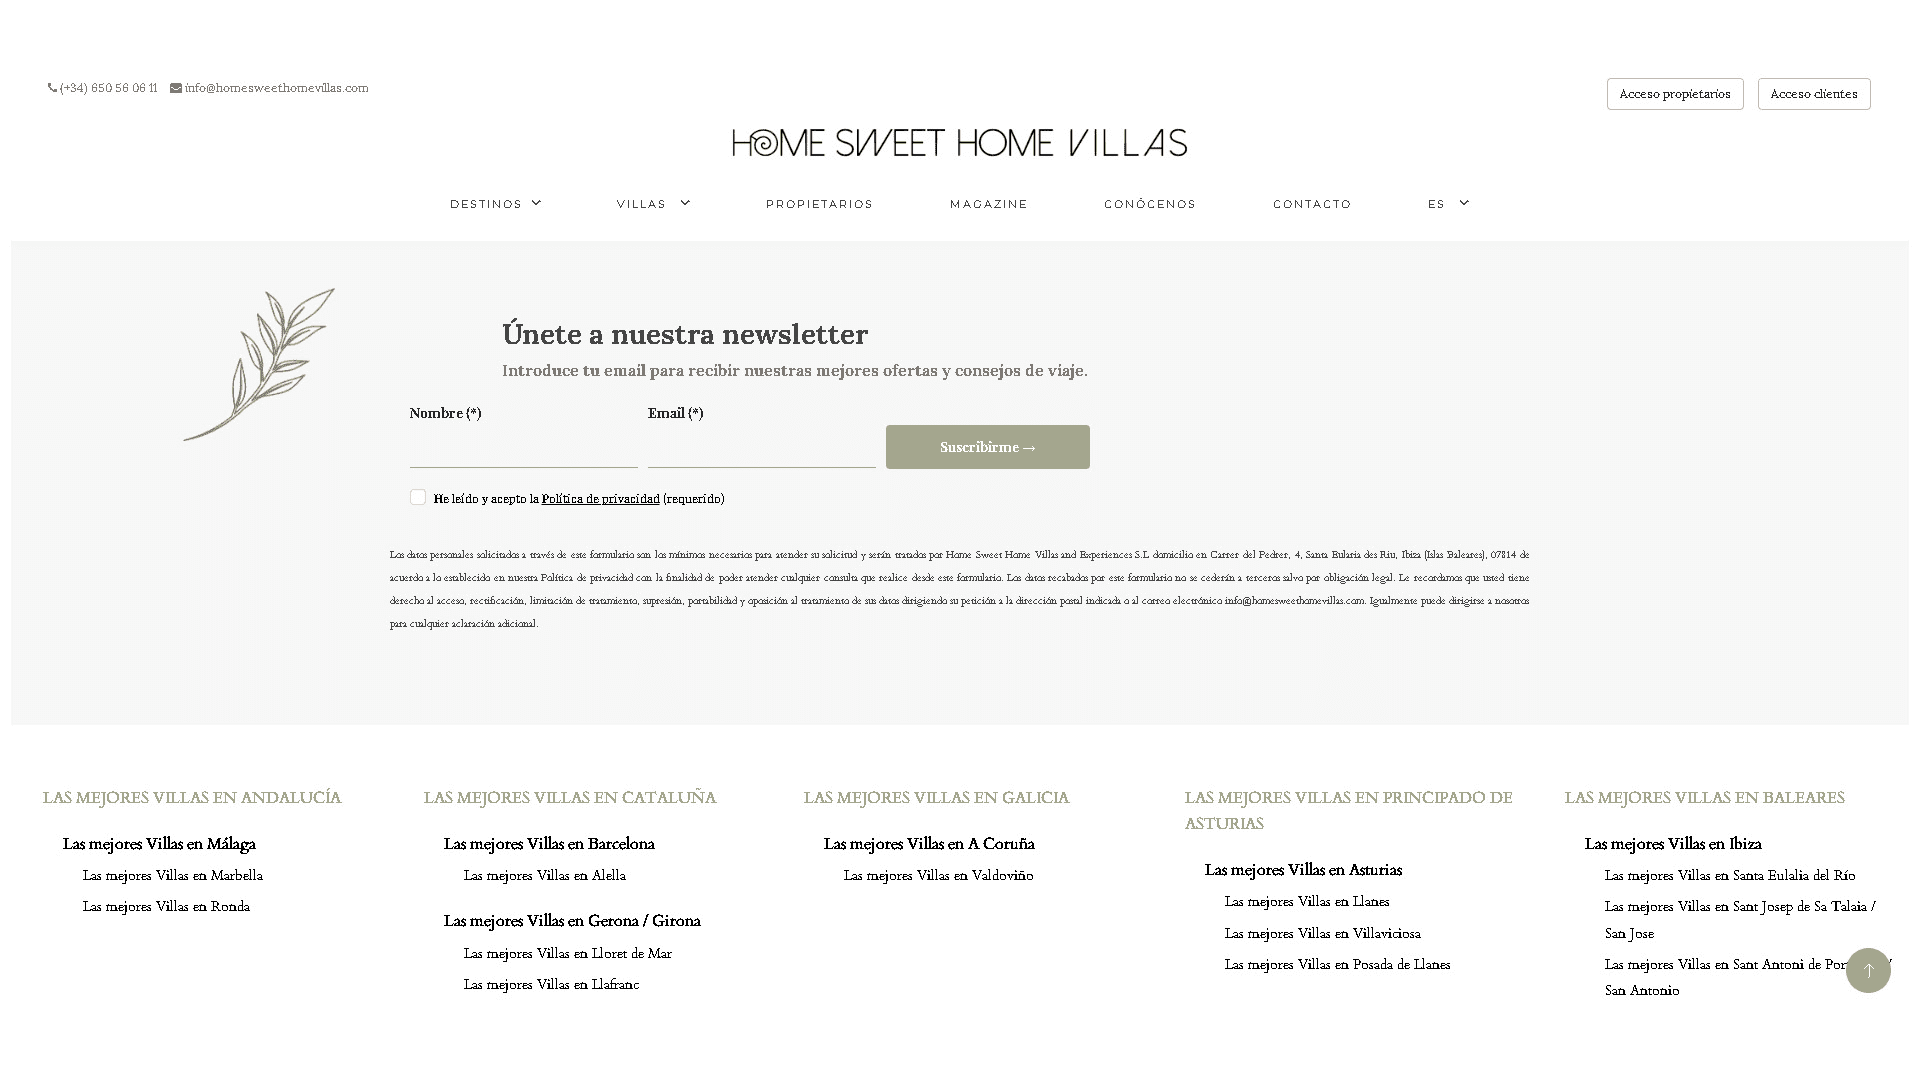 (+34) 650 56 06 11 info@homesweethomevillas.com
Acceso propietarios Acceso clientes
HOME SWEET HOME VILLAS
DESTINOS VILLAS PROPIETARIOS MAGAZINE CONÓCENOS CONTACTO ES
Únete a nuestra newsletter
Introduce tu email para recibir nuestras mejores ofertas y consejos de viaje.
Nombre (*) Email (*)
Suscribirme →
He leído y acepto la Política de privacidad (requerido)
Los datos personales solicitados a través de este formulario son los mínimos necesarios para atender su solicitud y serán tratados por Home Sweet Home Villas and Experiences S.L domicilio en Carrer del Pedrer, 4, Santa Eularia des Riu, Ibiza (Islas Baleares), 07814 de
acuerdo a lo establecido en nuestra Política de privacidad con la finalidad de poder atender cualquier consulta que realice desde este formulario. Los datos recabados por este formulario no se cederán a terceros salvo por obligación legal. Le recordamos que usted tiene
derecho al acceso, rectificación, limitación de tratamiento, supresión, portabilidad y oposición al tratamiento de sus datos dirigiendo su petición a la dirección postal indicada o al correo electrónico info@homesweethomevillas.com. Igualmente puede dirigirse a nosotros
para cualquier aclaración adicional.
LAS MEJORES VILLAS EN ANDALUCÍA
Las mejores Villas en Málaga
Las mejores Villas en Marbella
Las mejores Villas en Ronda
LAS MEJORES VILLAS EN CATALUÑA
Las mejores Villas en Barcelona
Las mejores Villas en Alella
Las mejores Villas en Gerona / Girona
Las mejores Villas en Lloret de Mar
Las mejores Villas en Llafranc
LAS MEJORES VILLAS EN GALICIA
Las mejores Villas en A Coruña
Las mejores Villas en Valdoviño
LAS MEJORES VILLAS EN PRINCIPADO DE
ASTURIAS
Las mejores Villas en Asturias
Las mejores Villas en Llanes
Las mejores Villas en Villaviciosa
Las mejores Villas en Posada de Llanes
LAS MEJORES VILLAS EN BALEARES
Las mejores Villas en Ibiza
Las mejores Villas en Santa Eulalia del Río
Las mejores Villas en Sant Josep de Sa Talaia /
San Jose
Las mejores Villas en Sant Antoni de /
San Antonio